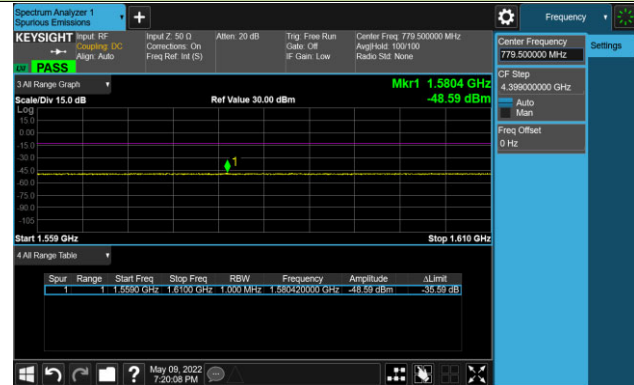 Spectrum Analyzer 1
Spurious Emissions
Frequency
KEYSIGHT Input: RF Input Z: 50 Ω Atten: 20 dB Trig: Free Run Center Freq: 779.500000 MHz
Coupling: DC Corrections: On Gate: Off Avg|Hold: 100/100
Align: Auto Freq Ref: Int (S) IF Gain: Low Radio Std: None
PASS
Center Frequency
779.500000 MHz
Settings
CF Step
4.399000000 GHz
Auto
Man
Freq Offset
0 Hz
3 All Range Graph
Mkr1 1.5804 GHz
Scale/Div 15.0 dB Ref Value 30.00 dBm -48.59 dBm
Log
15.0
0.00
-15.0
-30.0
1
-45.0
-60.0
-75.0
-90.0
-105
Start 1.559 GHz Stop 1.610 GHz
4 All Range Table
Spur Range Start Freq Stop Freq RBW Frequency Amplitude ΔLimit
1 1 1.5590 GHz 1.6100 GHz 1.000 MHz 1.580420000 GHz -48.59 dBm -35.59 dB
? May 09, 2022
7:20:08 PM